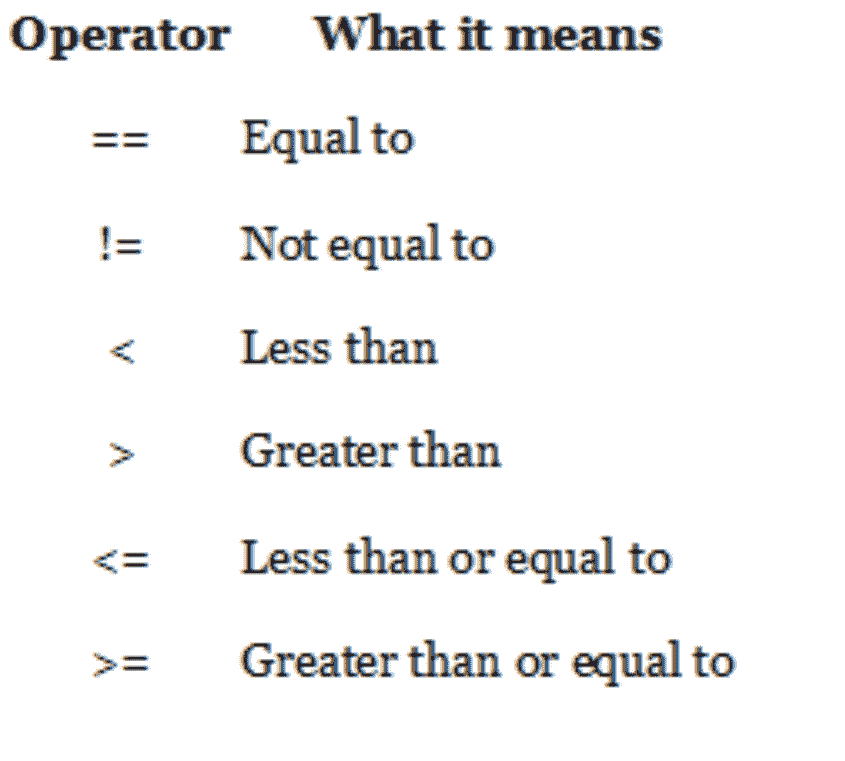 Operator What it means
== Equal to
!= Not equal to
< Less than
> Greater than
<= Less than or equal to
>= Greater than or equal to